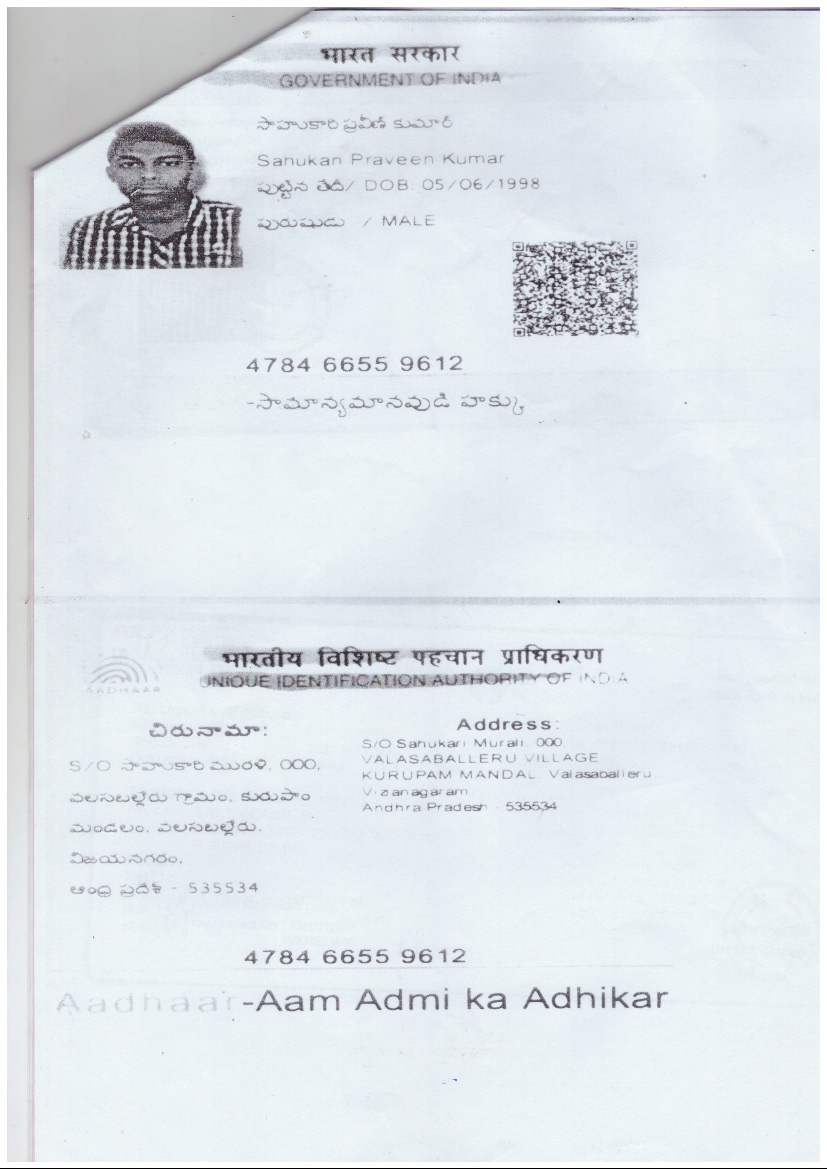 भारत सरकार
GOVERNMENT OF INDIA
సాహుకారి ప్రవీణ్ కుమార్
Sahukari Praveen Kumar
పుట్టిన తేదీ/ DOB: 05/06/1998
పురుషుడు / MALE
4784 6655 9612
-సామాన్యమానవుడి హక్కు
भारतीय विशिष्ट पहचान प्राधिकरण
UNIQUE IDENTIFICATION AUTHORITY OF INDIA
AADHAAR
చిరునామా:
S/O సాహుకారి మురళి, 000,
వలసబల్లేరు గ్రామం, కురుపాం
మండలం, వలసబల్లేరు,
విజయనగరం,
ఆంధ్ర ప్రదేశ్ - 535534
Address:
S/O Sahukari Murali, 000,
VALASABALLERU VILLAGE
KURUPAM MANDAL, Valasaballeru,
Vizianagaram,
Andhra Pradesh - 535534
4784 6655 9612
Aadhaar-Aam Admi ka Adhikar